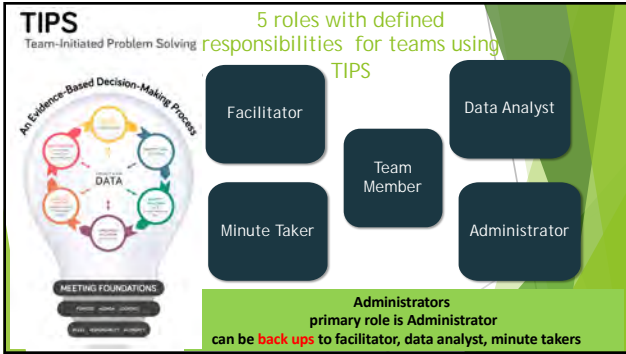 TIPS
Team-Initiated Problem Solving
5 roles with defined
responsibilities for teams using
TIPS
An Evidence-Based Decision-Making Process
DATA
MEETING FOUNDATIONS
Facilitator
Data Analyst
Team
Member
Minute Taker
Administrator
Administrators
primary role is Administrator
can be back ups to facilitator, data analyst, minute takers